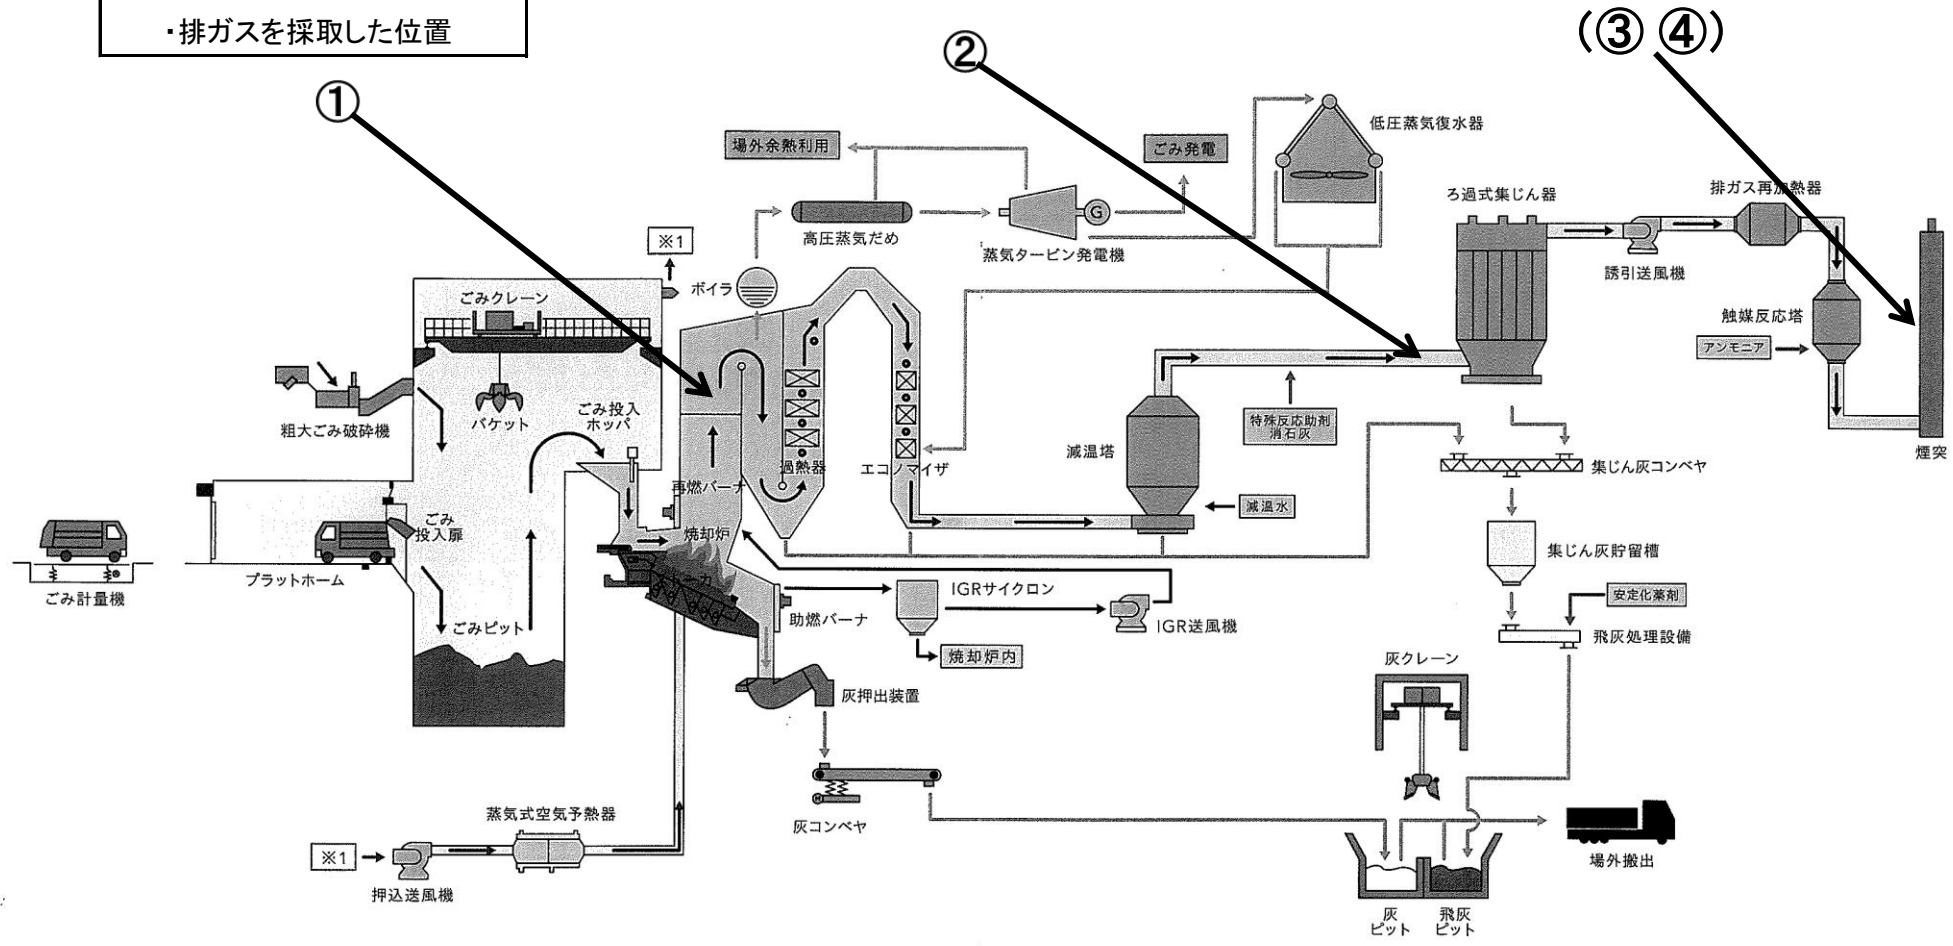 ・排ガスを採取した位置
①
②
(③ ④)
低圧蒸気復水器
場外余熱利用
ごみ発電
G
高圧蒸気だめ
蒸気タービン発電機
ろ過式集じん器
排ガス再加熱器
誘引送風機
※1
ボイラ
ごみクレーン
触媒反応塔
アンモニア
粗大ごみ破砕機
バケット
ごみ投入
ホッパ
特殊反応助剤
消石灰
減温塔
煙突
過熱器
エコノマイザ
集じん灰コンベヤ
再燃バーナ
減温水
ごみ
投入扉
焼却炉
集じん灰貯留槽
プラットホーム
ごみ計量機
ストーカ
IGRサイクロン
安定化薬剤
助燃バーナ
IGR送風機
飛灰処理設備
ごみピット
焼却炉内
灰クレーン
灰押出装置
蒸気式空気予熱器
灰コンベヤ
※1
押込送風機
場外搬出
灰
ピット
飛灰
ピット